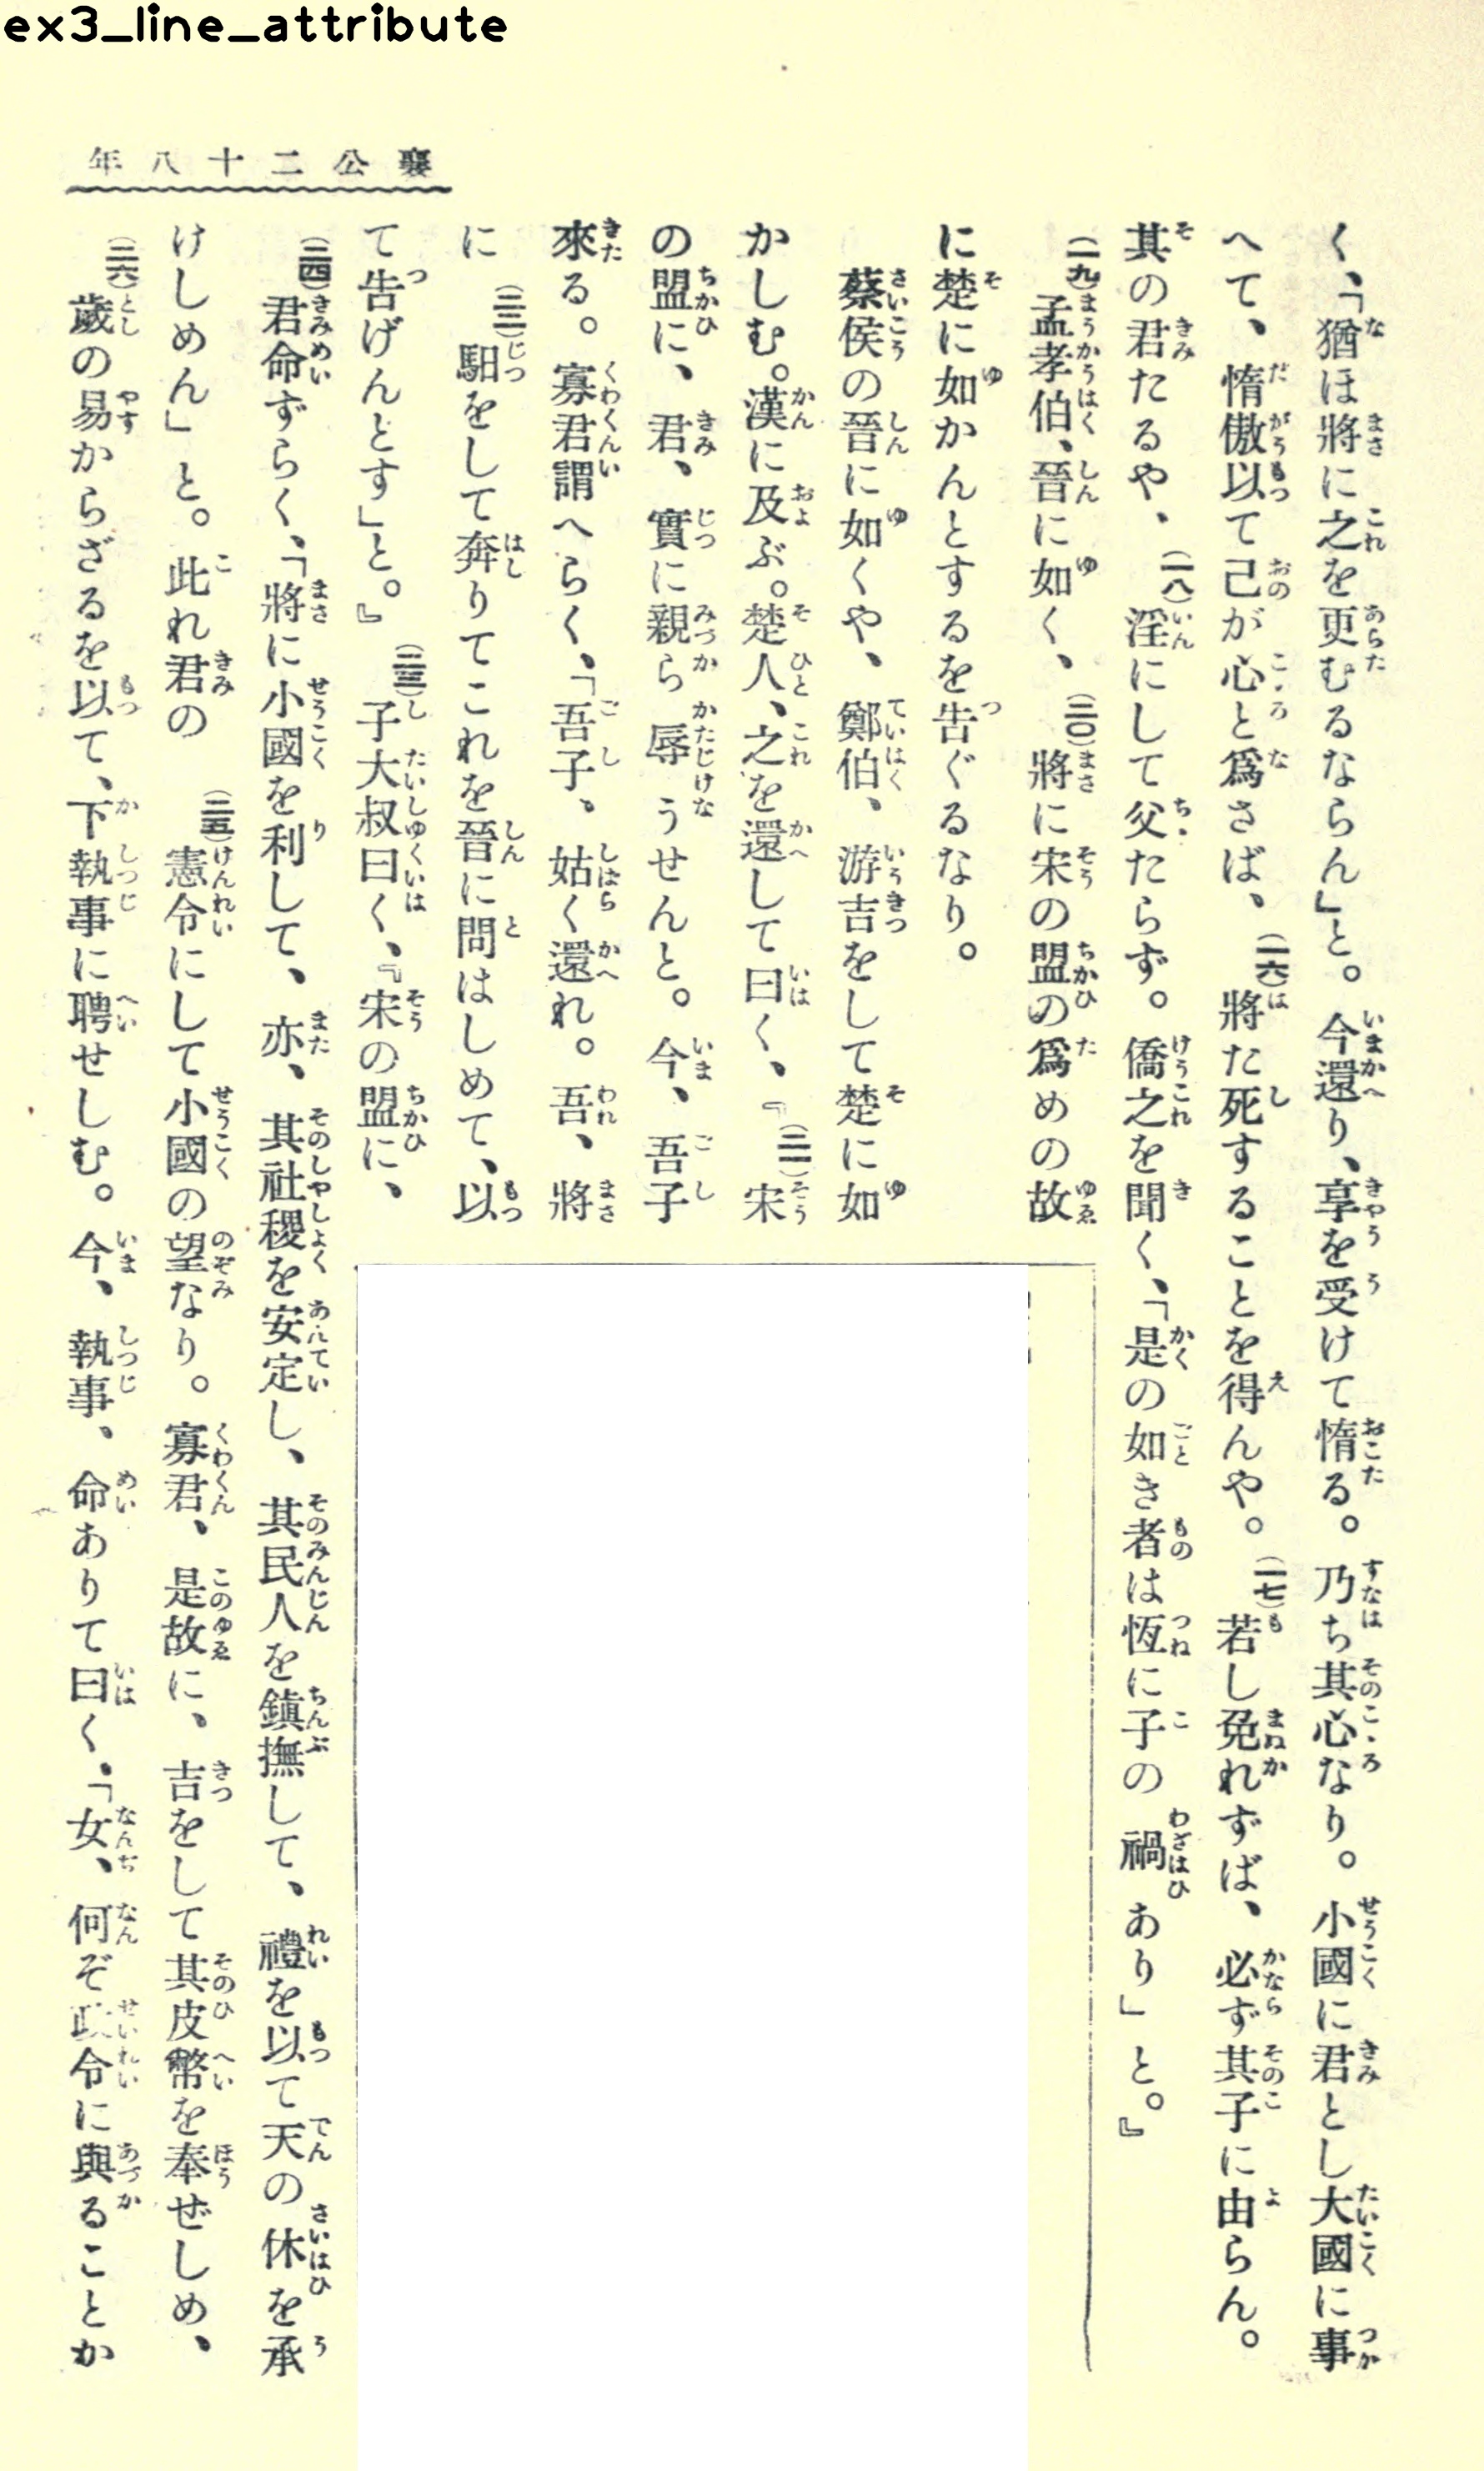 ex3_line_attribute
襄公二十八年
く、「猶ほ將に之を更むるならん」と。今還り、享を受けて惰る。乃ち其心なり。小國に君とし大國に事
へて、惰傲以て己が心と爲さば、(一六)將た死することを得んや。(一七)若し免れずば、必ず其子に由らん。
其の君たるや、(一八)淫にして父たらず。僑之を聞く、「是の如き者は恆に子の禍あり」と。』
(一九)孟孝伯、晉に如く、(二〇)將に宋の盟の爲めの故
に楚に如かんとするを告ぐるなり。
蔡侯の晉に如くや、鄭伯、游吉をして楚に如
かしむ。漢に及ぶ。楚人、之を還して曰く、『(二一)宋
の盟に、君、實に親ら辱うせんと。今、吾子
來る。寡君謂へらく、「吾子、姑く還れ。吾、將
に(二二)馹をして奔りてこれを晉に問はしめて、以
て告げんとす」と。』(二三)子大叔曰く、『宋の盟に、
(二四)君命ずらく、「將に小國を利して、亦、其社稷を安定し、其民人を鎭撫して、禮を以て天の休を承
けしめん」と。此れ君の(二五)憲令にして小國の望なり。寡君、是故に、吉をして其皮幣を奉ぜしめ、
(二六)歲の易からざるを以て、下執事に聘せしむ。今、執事、命ありて曰く、「女、何ぞ政令に與ることか